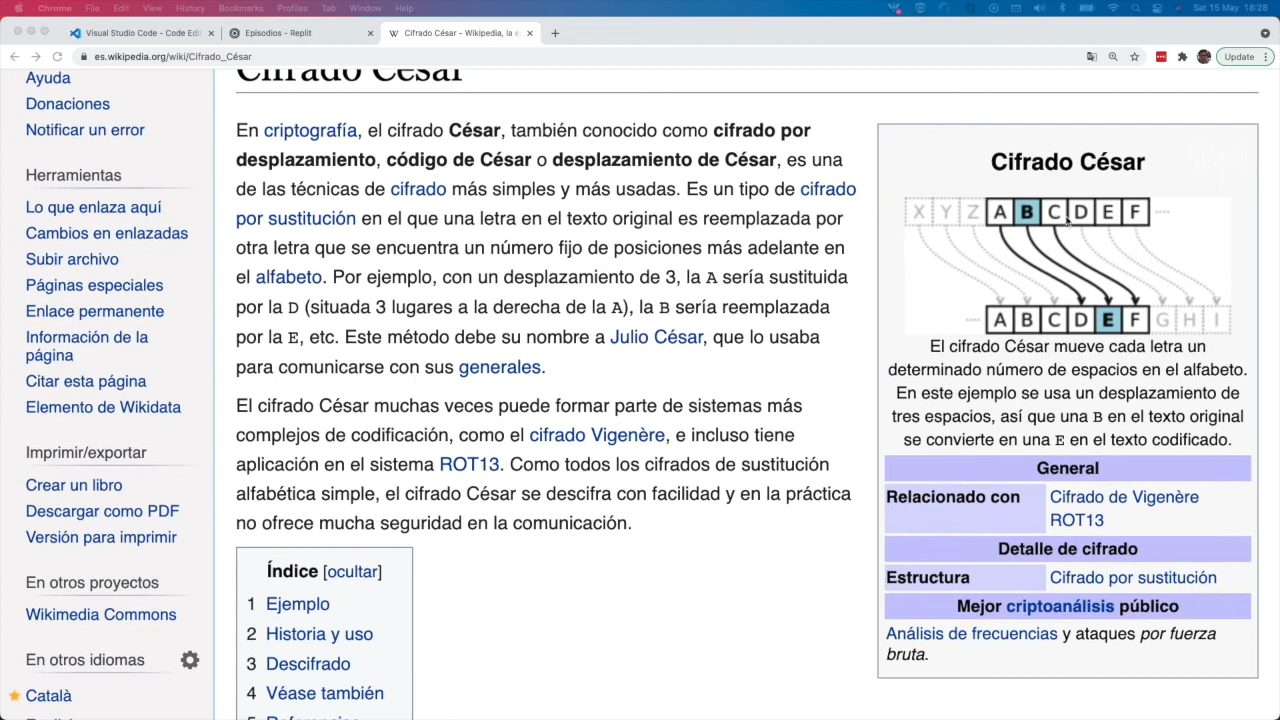 Chrome File Edit View History Bookmarks Profiles Tab Window Help Sat 15 May 18:28
Visual Studio Code - Code Edi Episodios - Replit Cifrado César - Wikipedia, la e
es.wikipedia.org/wiki/Cifrado_César Update
Cifrado César
Ayuda
Donaciones
Notificar un error
Herramientas
Lo que enlaza aquí
Cambios en enlazadas
Subir archivo
Páginas especiales
Enlace permanente
Información de la
página
Citar esta página
Elemento de Wikidata
Imprimir/exportar
Crear un libro
Descargar como PDF
Versión para imprimir
En otros proyectos
Wikimedia Commons
En otros idiomas
Català
En criptografía, el cifrado César, también conocido como cifrado por
desplazamiento, código de César o desplazamiento de César, es una
de las técnicas de cifrado más simples y más usadas. Es un tipo de cifrado
por sustitución en el que una letra en el texto original es reemplazada por
otra letra que se encuentra un número fijo de posiciones más adelante en
el alfabeto. Por ejemplo, con un desplazamiento de 3, la A sería sustituida
por la D (situada 3 lugares a la derecha de la A), la B sería reemplazada
por la E, etc. Este método debe su nombre a Julio César, que lo usaba
para comunicarse con sus generales.
El cifrado César muchas veces puede formar parte de sistemas más
complejos de codificación, como el cifrado Vigenère, e incluso tiene
aplicación en el sistema ROT13. Como todos los cifrados de sustitución
alfabética simple, el cifrado César se descifra con facilidad y en la práctica
no ofrece mucha seguridad en la comunicación.
Índice [ocultar]
1 Ejemplo
2 Historia y uso
3 Descifrado
4 Véase también
5 Referencias
Cifrado César
X Y Z A B C D E F
A B C D E F G H I
El cifrado César mueve cada letra un
determinado número de espacios en el alfabeto.
En este ejemplo se usa un desplazamiento de
tres espacios, así que una B en el texto original
se convierte en una E en el texto codificado.
General
Relacionado con Cifrado de Vigenère
ROT13
Detalle de cifrado
Estructura Cifrado por sustitución
Mejor criptoanálisis público
Análisis de frecuencias y ataques por fuerza
bruta.